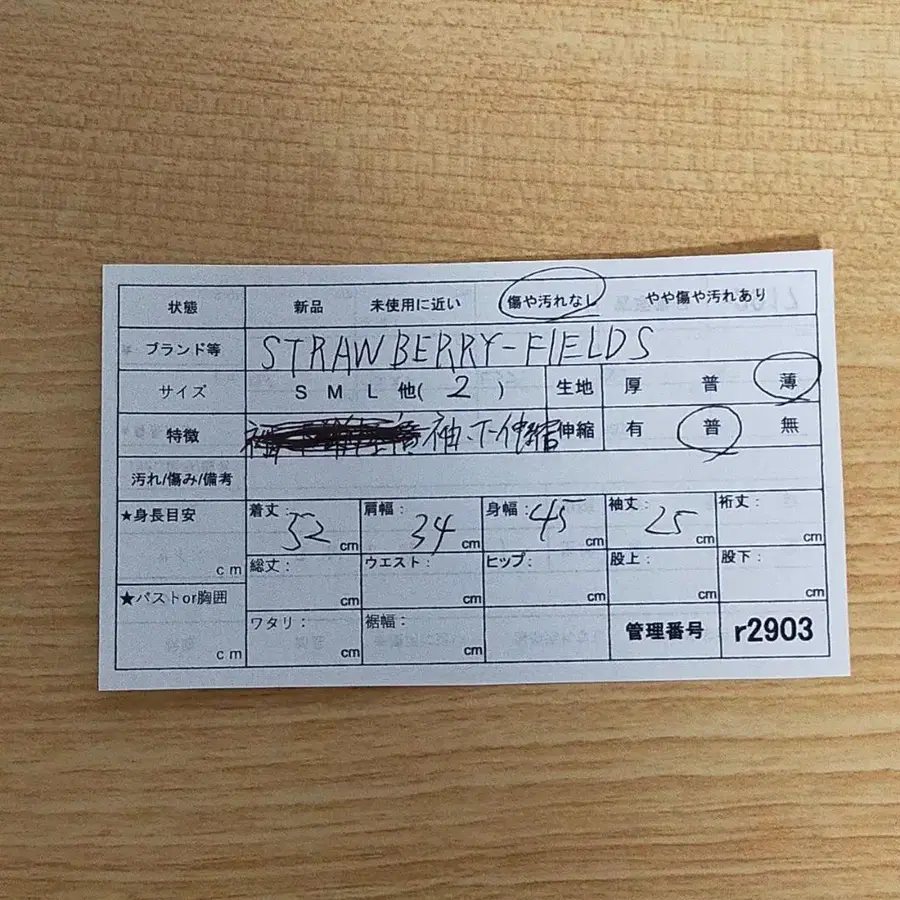 状態 新品 未使用に近い 傷や汚れなし やや傷や汚れあり
ブランド等 STRAWBERRY-FIELDS
サイズ S M L 他( 2 ) 生地 厚 普 薄
特徴 袖下伸縮 伸縮 有 普 無
汚れ/傷み/備考
★身長目安 cm 着丈: 52 cm 肩幅: 34 cm 身幅: 45 cm 袖丈: 25 cm 裄丈: cm
総丈: cm ウエスト: cm ヒップ: cm 股上: cm 股下: cm
★バストor胸囲 cm ワタリ: cm 裾幅: cm 管理番号 r2903